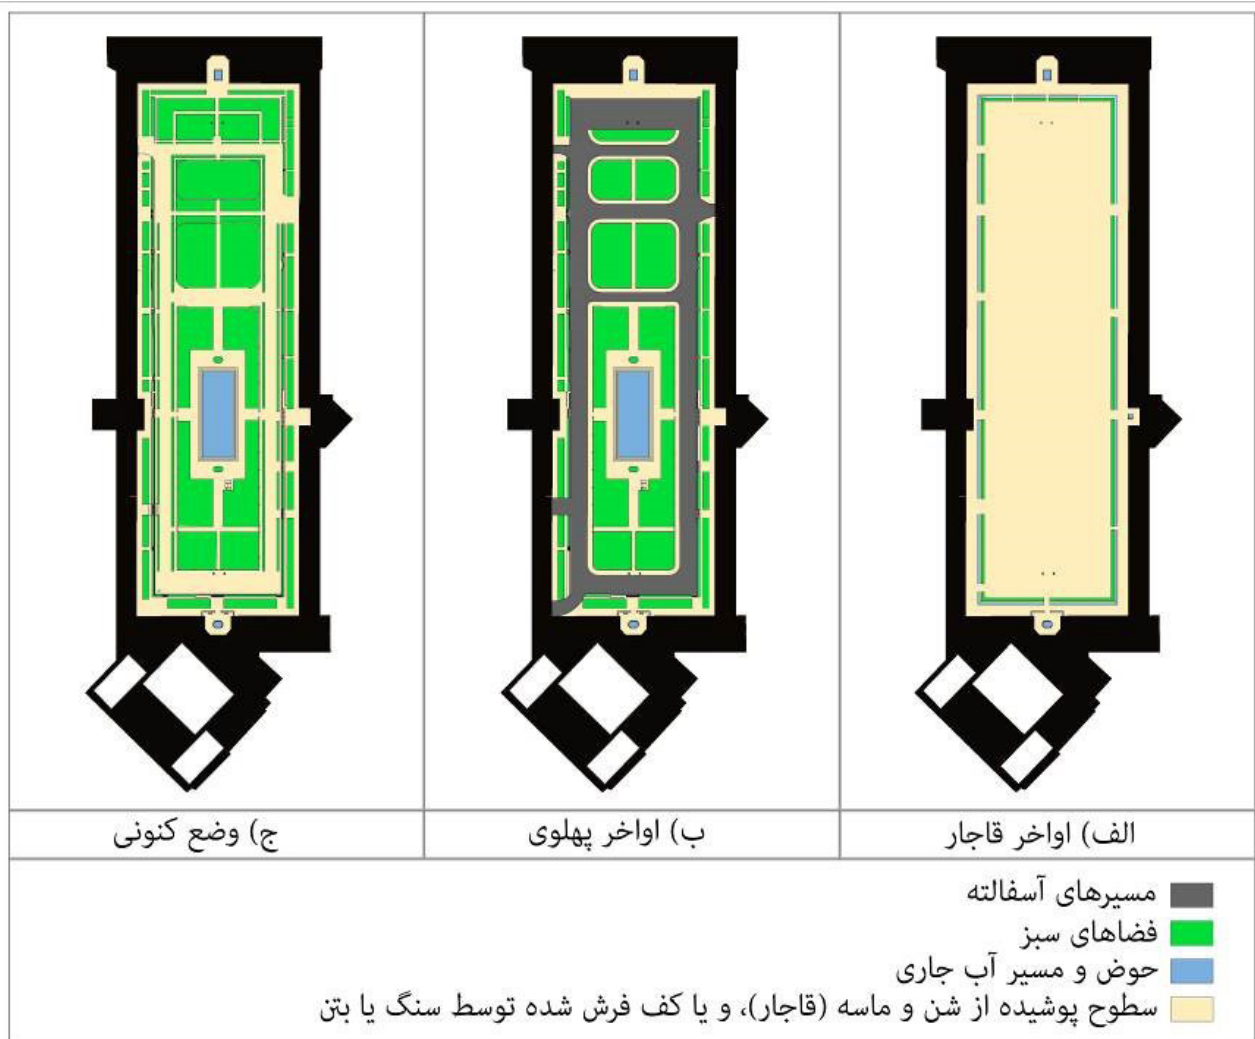 الف) اواخر قاجار
ب) اواخر پهلوی
ج) وضع کنونی
مسیرهای آسفالته
فضاهای سبز
حوض و مسیر آب جاری
سطوح پوشیده از شن و ماسه (قاجار)، و یا کف فرش شده توسط سنگ یا بتن